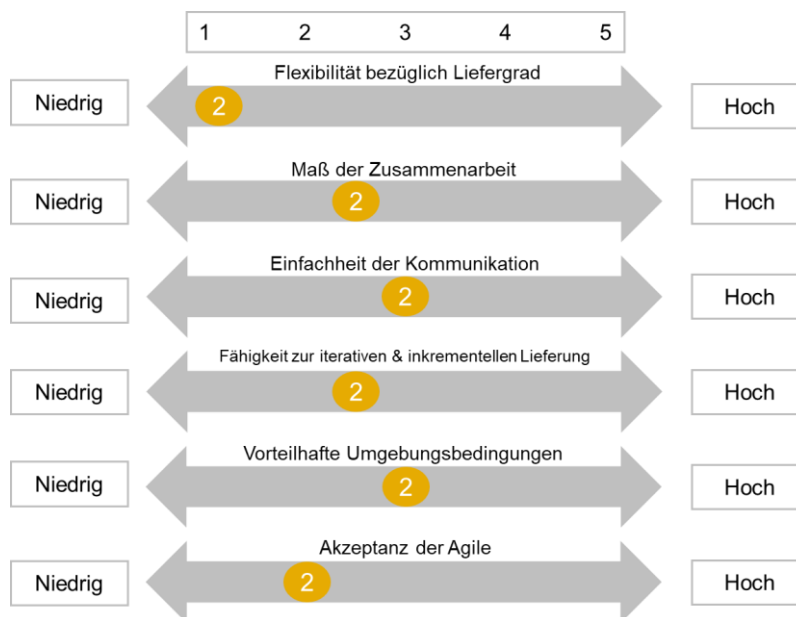 1 2 3 4 5
Flexibilität bezüglich Liefergrad
Niedrig 2 Hoch
Maß der Zusammenarbeit
Niedrig 2 Hoch
Einfachheit der Kommunikation
Niedrig 2 Hoch
Fähigkeit zur iterativen & inkrementellen Lieferung
Niedrig 2 Hoch
Vorteilhafte Umgebungsbedingungen
Niedrig 2 Hoch
Akzeptanz der Agile
Niedrig 2 Hoch